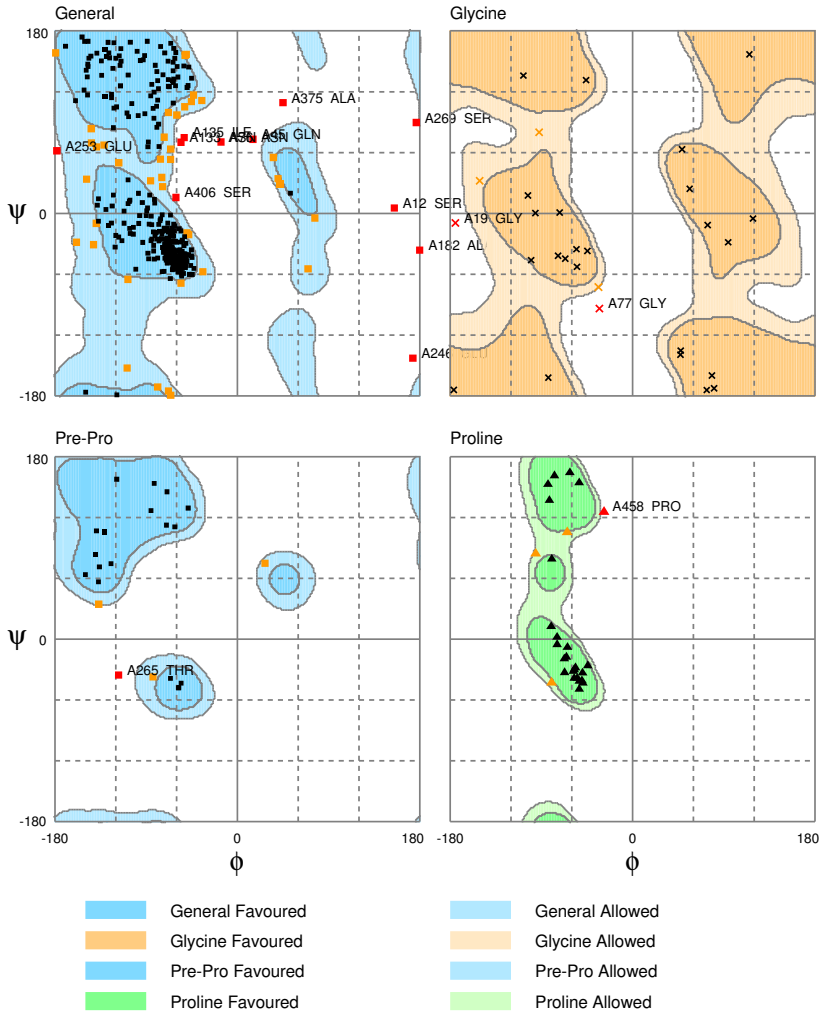 General Glycine
180
A375 ALA
A269 SER
A135 ILE
A45 GLN
A253 GLU
A406 SER
A12 SER
A19 GLY
ψ 0
A182 AL
A77 GLY
A246 GLU
-180
Pre-Pro Proline
180
A458 PRO
ψ 0
A265 THR
-180
-180 0 180 -180 0 180
ϕ ϕ
General Favoured General Allowed
Glycine Favoured Glycine Allowed
Pre-Pro Favoured Pre-Pro Allowed
Proline Favoured Proline Allowed